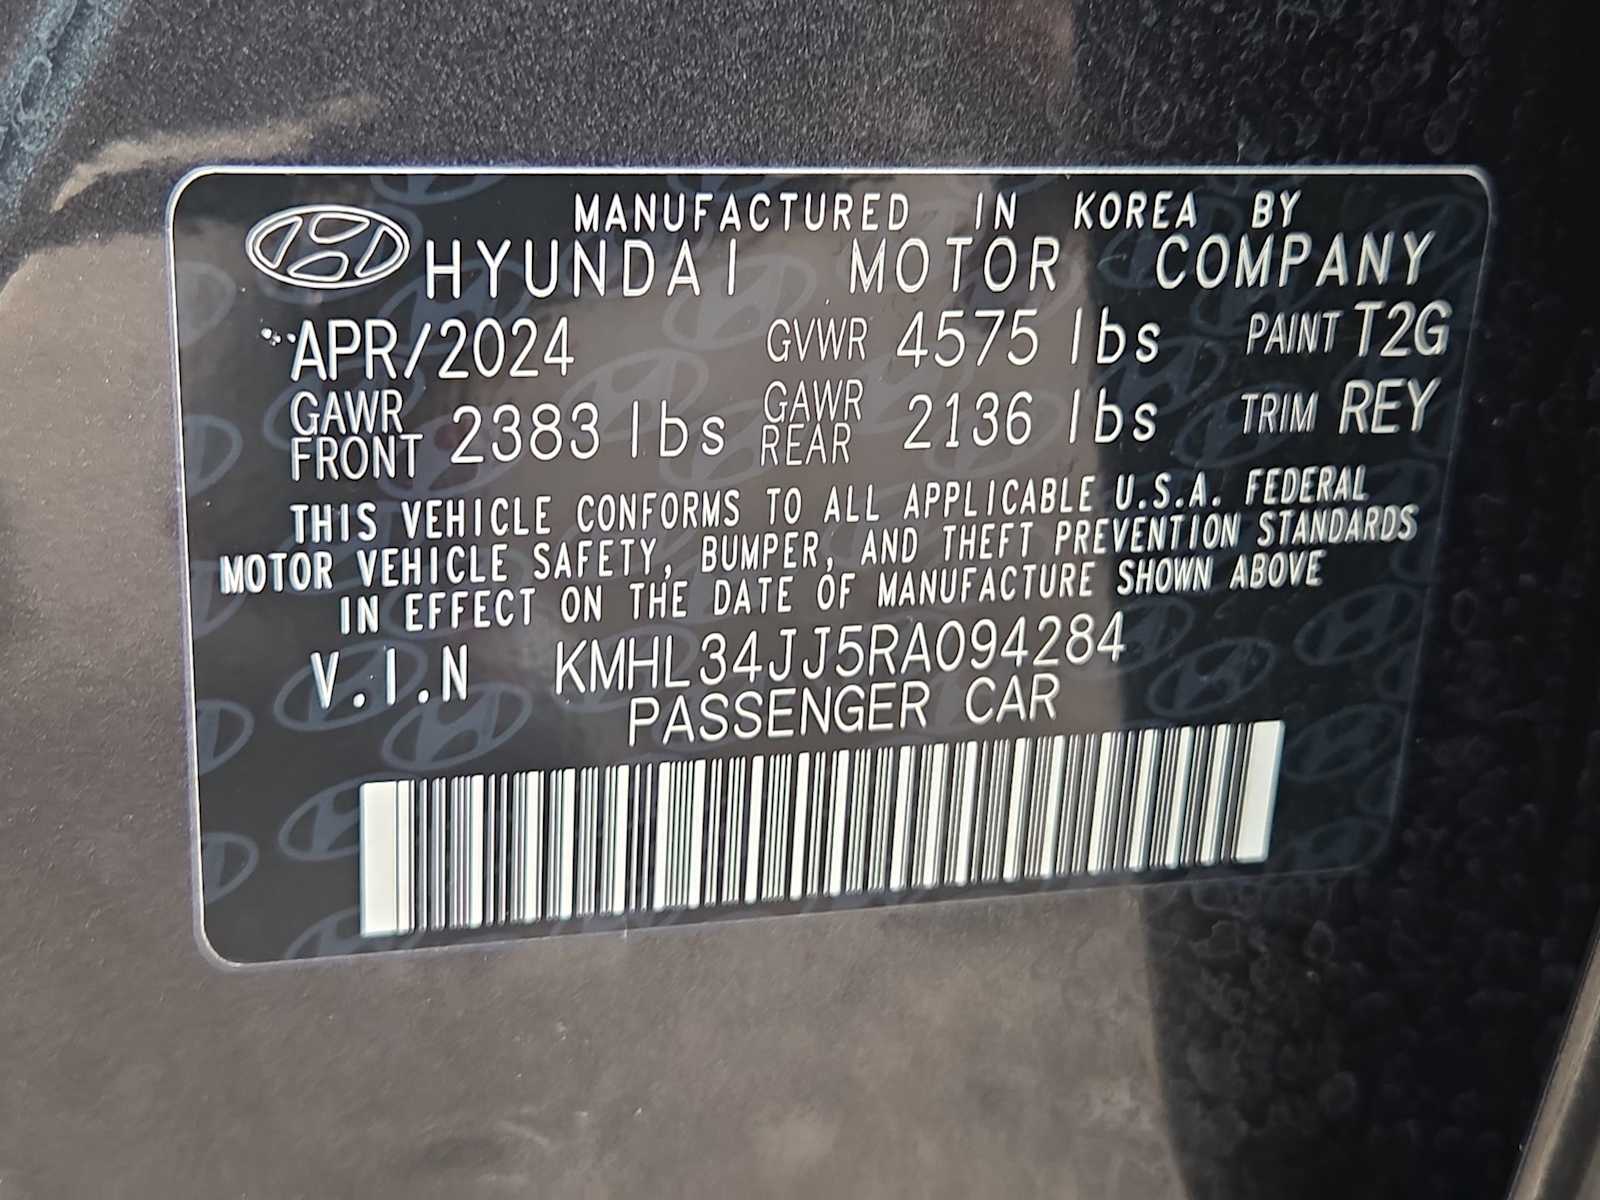 MANUFACTURED IN KOREA BY
HYUNDAI MOTOR COMPANY
APR/2024 GVWR 4575 lbs PAINT T2G
GAWR FRONT 2383 lbs GAWR REAR 2136 lbs TRIM REY
THIS VEHICLE CONFORMS TO ALL APPLICABLE U.S.A. FEDERAL
MOTOR VEHICLE SAFETY, BUMPER, AND THEFT PREVENTION STANDARDS
IN EFFECT ON THE DATE OF MANUFACTURE SHOWN ABOVE
V.I.N KMHL34JJ5RA094284
PASSENGER CAR